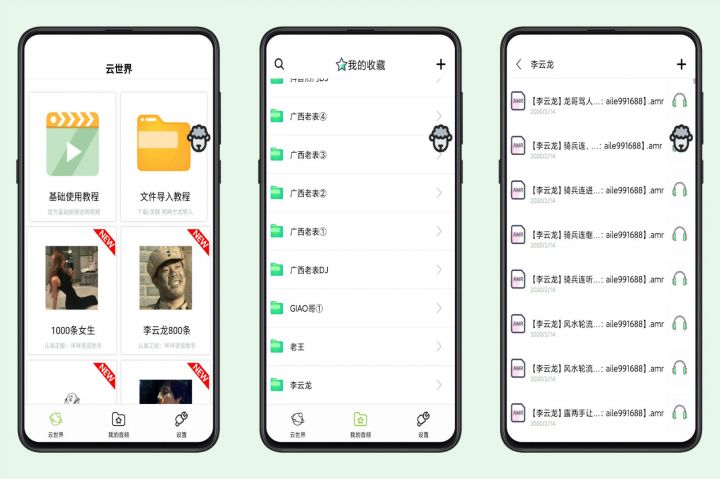 云世界
基础使用教程
官方基础使用说明视频
文件导入教程
下载/关联 两种方式导入
NEW
1000条女生
认准正版：咩咩语音助手
NEW
李云龙800条
认准正版：咩咩语音助手
NEW
NEW
云世界
我的音频
设置
我的收藏
广西老表④
广西老表③
广西老表②
广西老表①
广西老表DJ
GIAO哥①
老王
李云龙
云世界
我的音频
设置
李云龙
AMR
【李云龙】龙哥骂人...: aile991688】.amr
2020/2/14
AMR
【李云龙】骑兵连、...: aile991688】.amr
2020/2/14
AMR
【李云龙】骑兵连进...: aile991688】.amr
2020/2/14
AMR
【李云龙】骑兵连继...: aile991688】.amr
2020/2/14
AMR
【李云龙】骑兵连听...: aile991688】.amr
2020/2/14
AMR
【李云龙】风水轮流...: aile991688】.amr
2020/2/14
AMR
【李云龙】风水轮流...: aile991688】.amr
2020/2/14
AMR
【李云龙】露两手让...: aile991688】.amr
2020/2/14